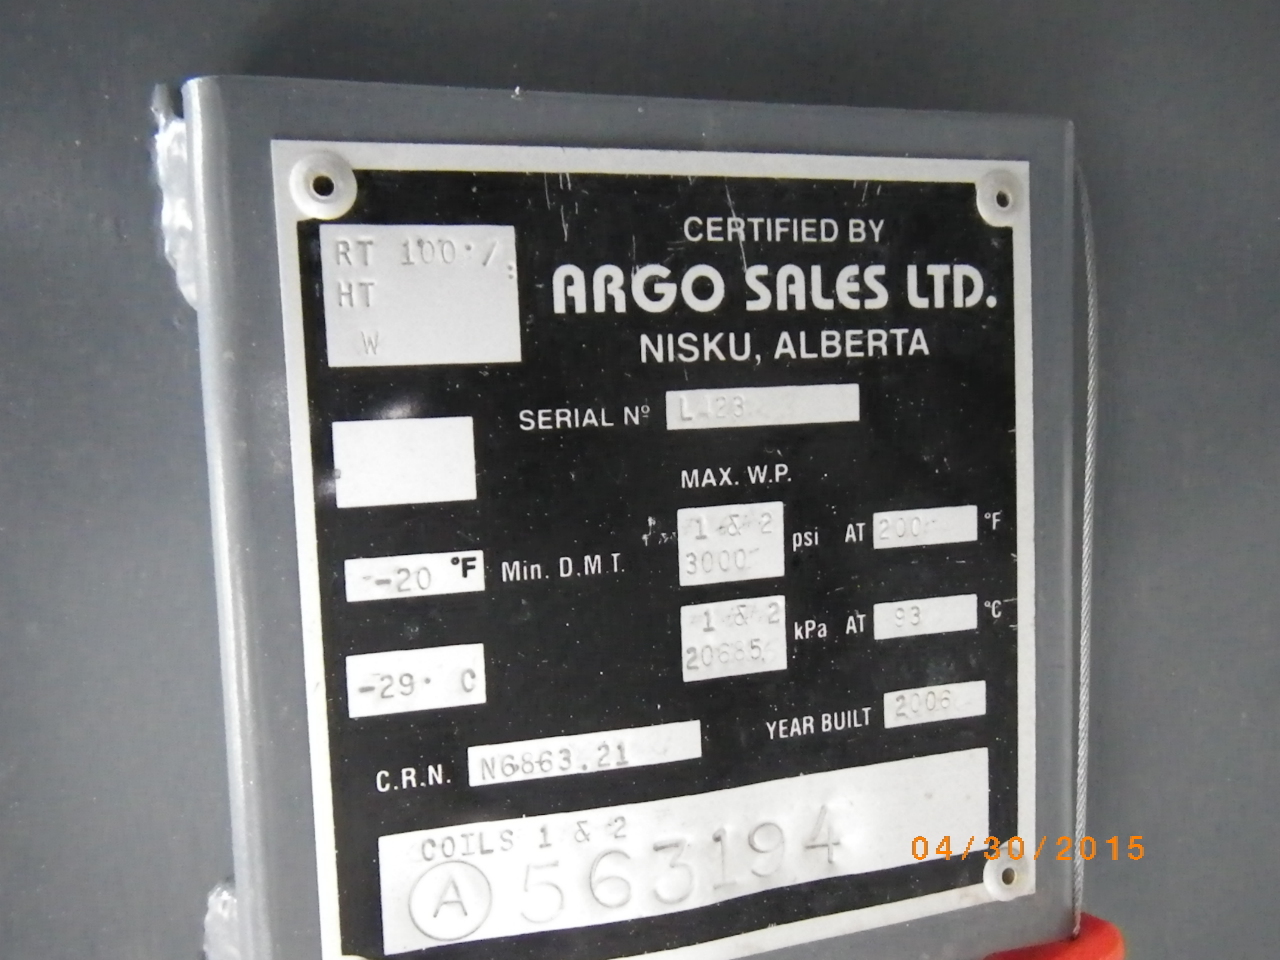 RT 100%
HT
W
CERTIFIED BY
ARGO SALES LTD.
NISKU, ALBERTA
SERIAL Nº
MAX. W.P.
1 & 2
3000 psi AT 200 °F
-20 °F Min. D.M.T.
1 & 2
kPa AT 93 °C
-29 C
YEAR BUILT 2006
C.R.N. N6863.21
COILS 1 & 2
A 563194
04/30/2015